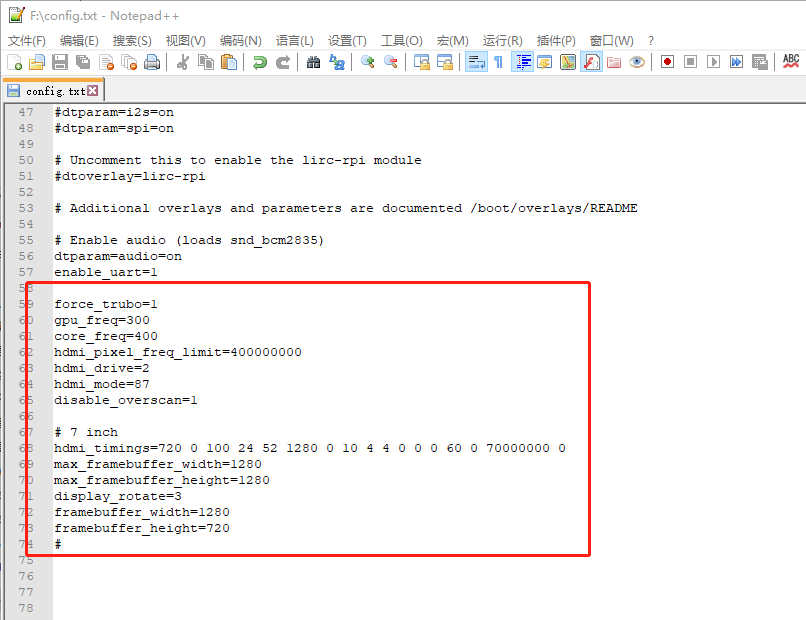 F:\config.txt - Notepad++
文件(F) 编辑(E) 搜索(S) 视图(V) 编码(N) 语言(L) 设置(T) 工具(O) 宏(M) 运行(R) 插件(P) 窗口(W) ?
ABC
config.txt
47 #dtparam=i2s=on
48 #dtparam=spi=on
49
50 # Uncomment this to enable the lirc-rpi module
51 #dtoverlay=lirc-rpi
52
53 # Additional overlays and parameters are documented /boot/overlays/README
54
55 # Enable audio (loads snd_bcm2835)
56 dtparam=audio=on
57 enable_uart=1
58
59 force_trubo=1
60 gpu_freq=300
61 core_freq=400
62 hdmi_pixel_freq_limit=400000000
63 hdmi_drive=2
64 hdmi_mode=87
65 disable_overscan=1
66
67 # 7 inch
68 hdmi_timings=720 0 100 24 52 1280 0 10 4 4 0 0 0 60 0 70000000 0
69 max_framebuffer_width=1280
70 max_framebuffer_height=1280
71 display_rotate=3
72 framebuffer_width=1280
73 framebuffer_height=720
74 #
75
76
77
78